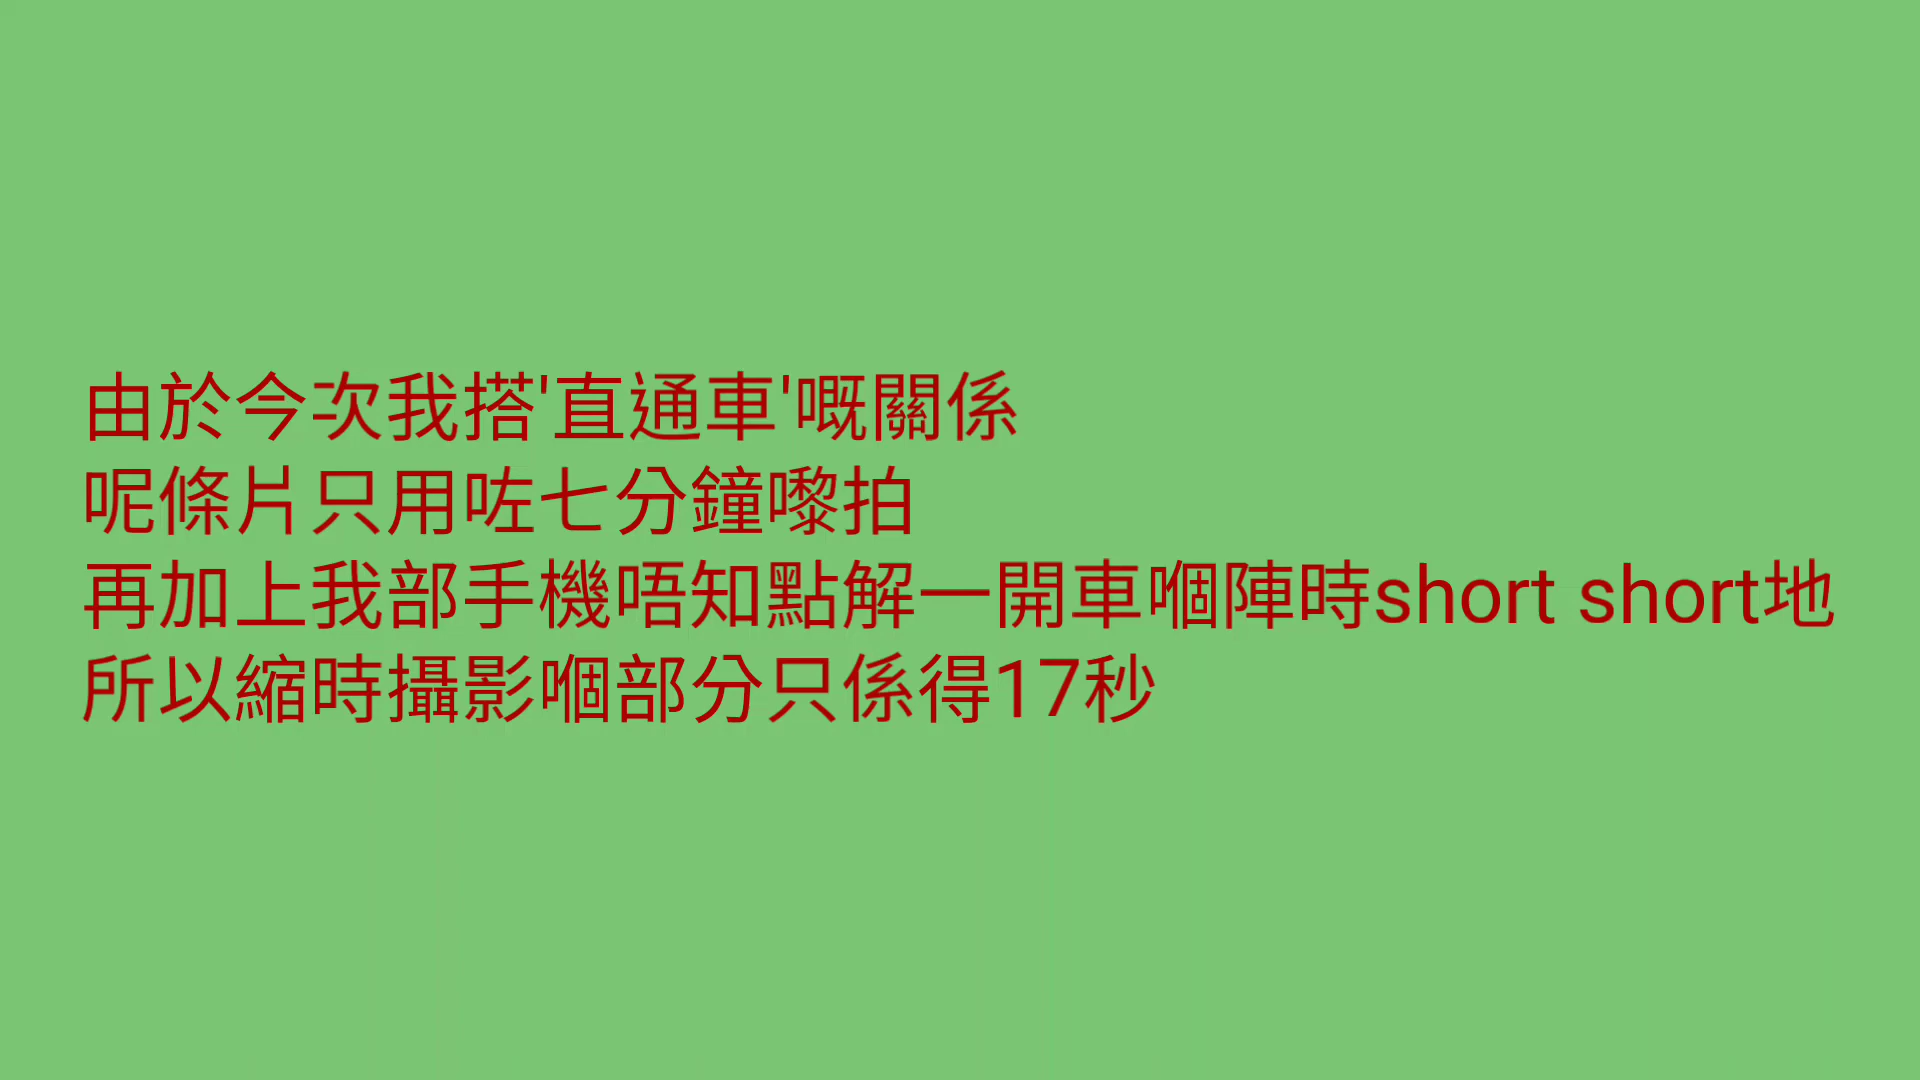 由於今次我搭'直通車'嘅關係
呢條片只用咗七分鐘嚟拍
再加上我部手機唔知點解一開車嗰陣時short short地
所以縮時攝影嗰部分只係得17秒